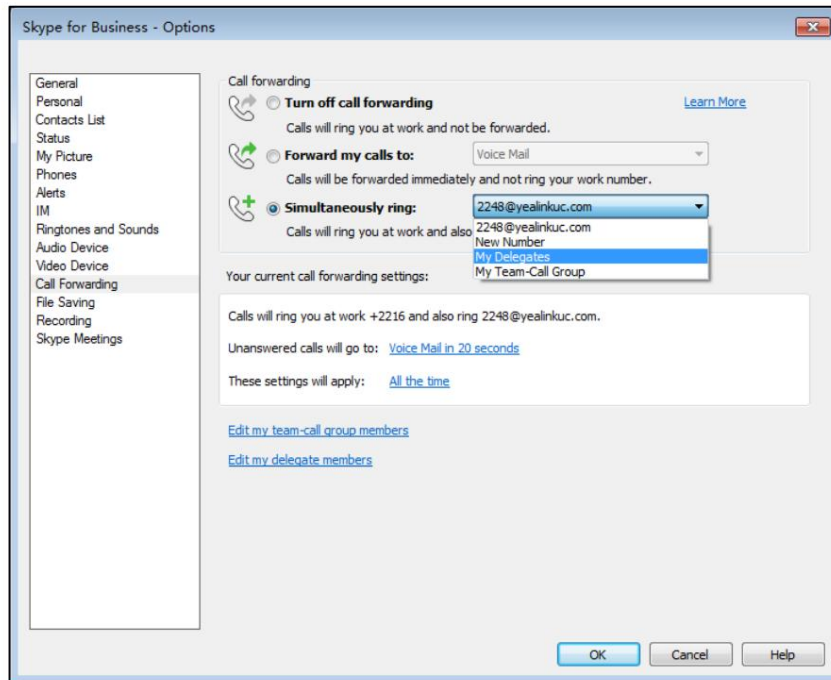 Skype for Business - Options
General
Personal
Contacts List
Status
My Picture
Phones
Alerts
IM
Ringtones and Sounds
Audio Device
Video Device
Call Forwarding
File Saving
Recording
Skype Meetings
Call forwarding
Turn off call forwarding
Learn More
Calls will ring you at work and not be forwarded.
Forward my calls to:
Voice Mail
Calls will be forwarded immediately and not ring your work number.
Simultaneously ring:
2248@yealinkuc.com
Calls will ring you at work and also
2248@yealinkuc.com
New Number
My Delegates
My Team-Call Group
Your current call forwarding settings:
Calls will ring you at work +2216 and also ring 2248@yealinkuc.com.
Unanswered calls will go to: Voice Mail in 20 seconds
These settings will apply: All the time
Edit my team-call group members
Edit my delegate members
OK
Cancel
Help